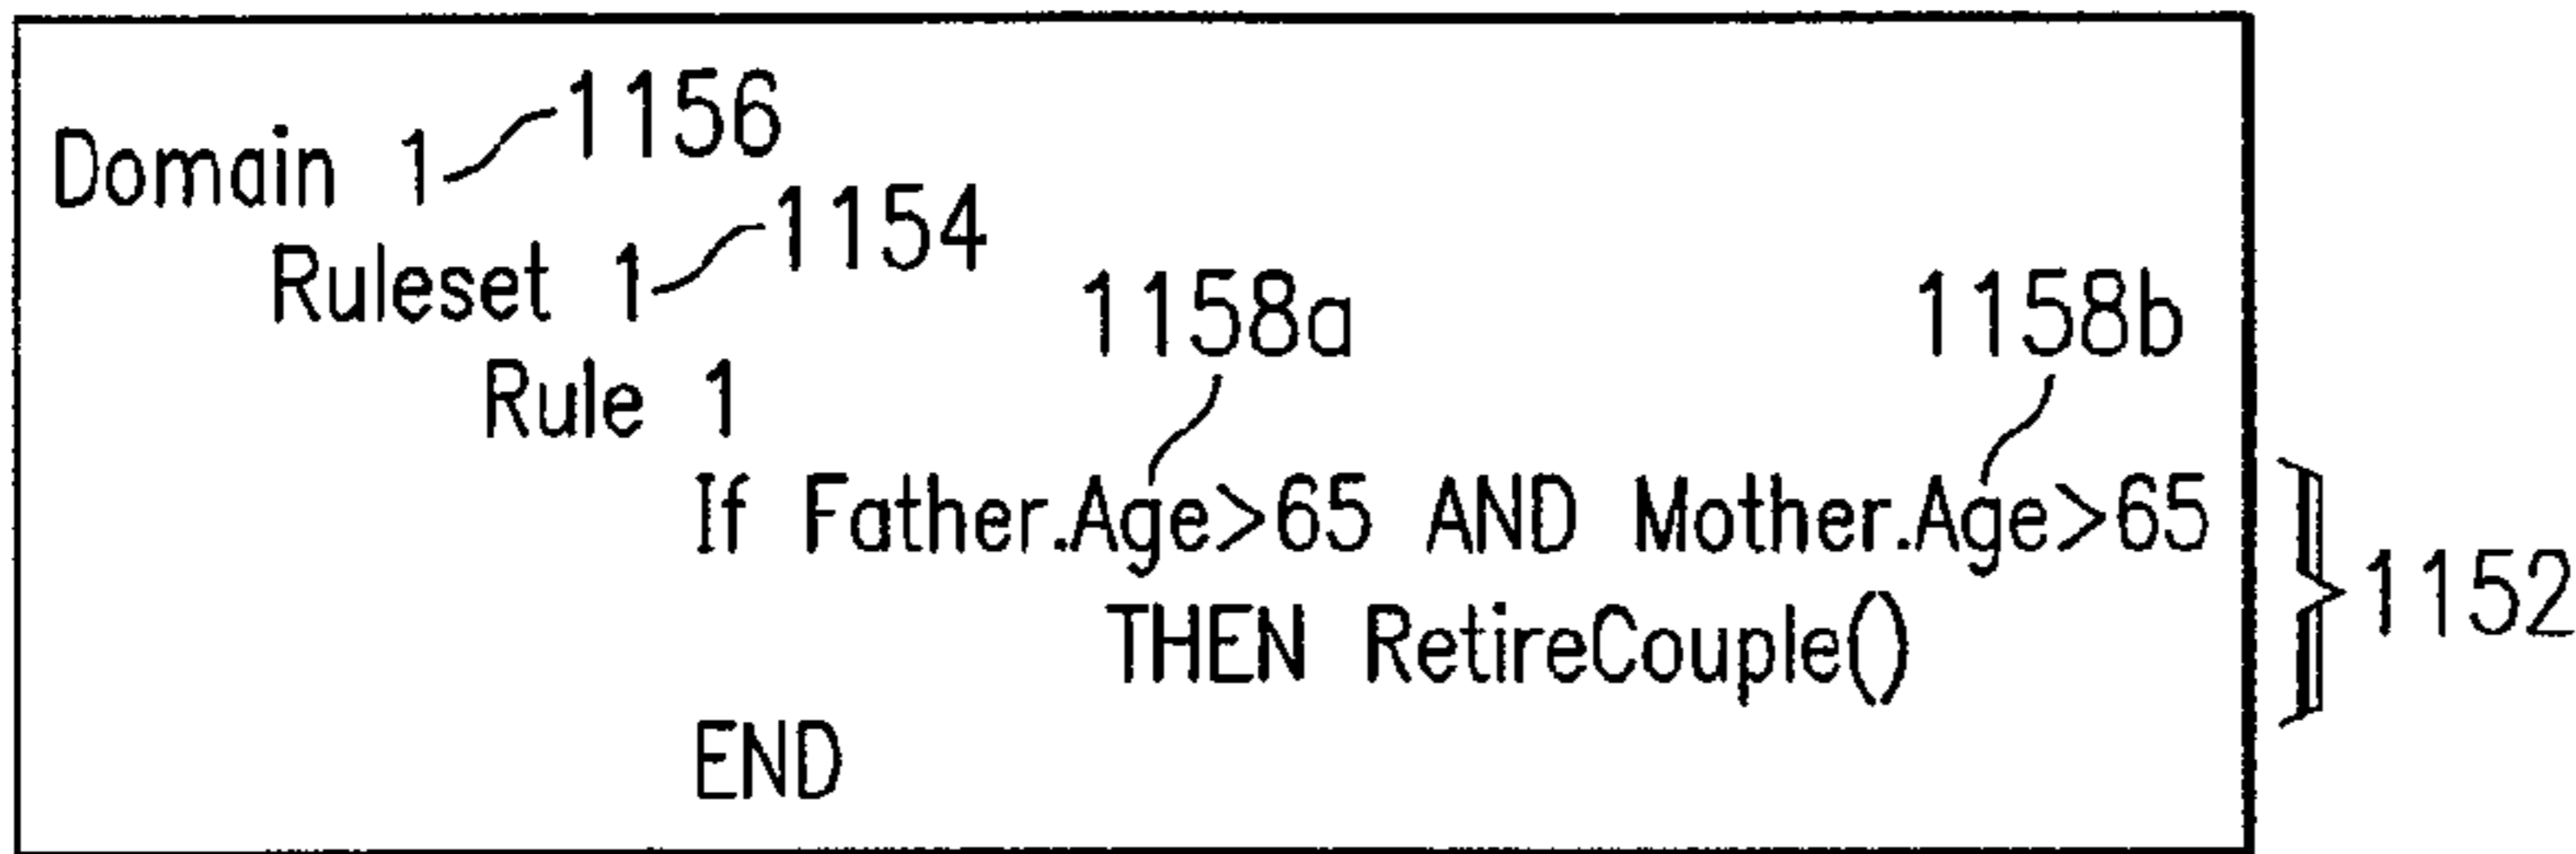 Domain 1 1156
Ruleset 1 1154
Rule 1 1158a 1158b
If Father.Age>65 AND Mother.Age>65
THEN RetireCouple() 1152
END